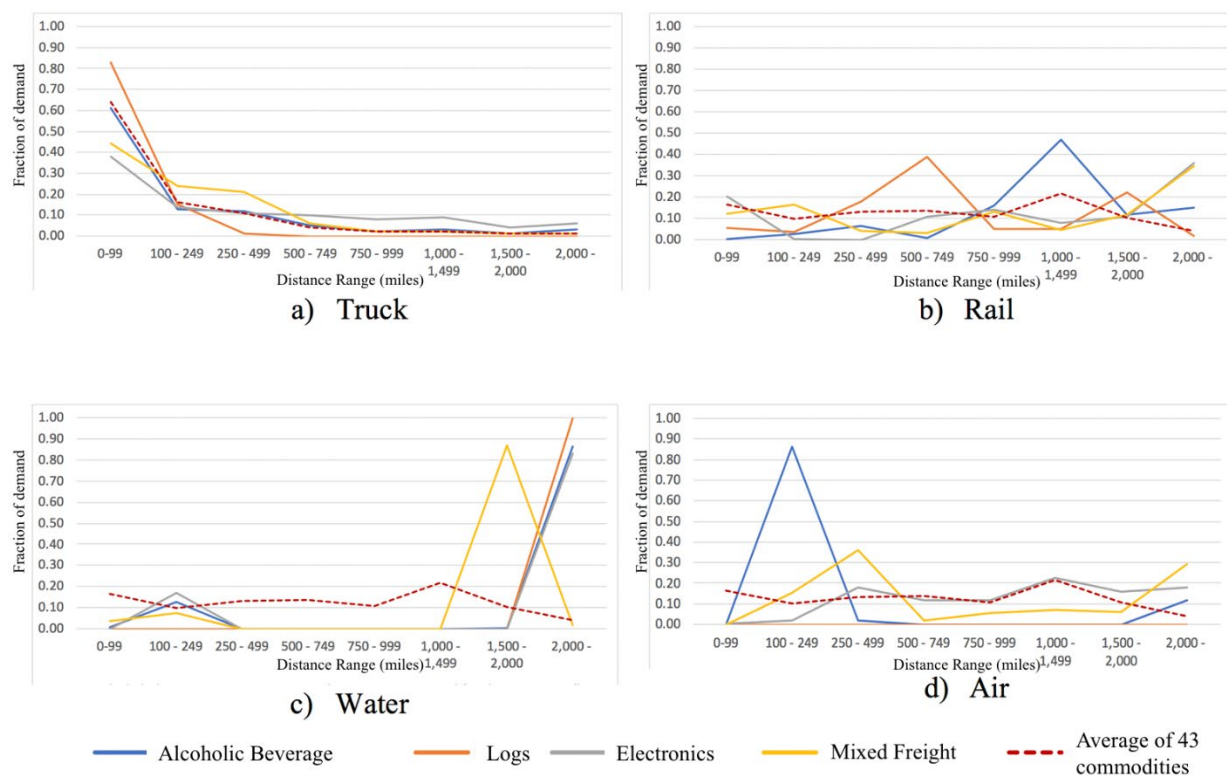 1.00
0.90
0.80
0.70
0.60
0.50
0.40
0.30
0.20
0.10
0.00
Fraction of demand
0-99 100 - 249 250 - 499 500 - 749 750 - 999 1,000 - 1,500 - 2,000 -
1,499 2,000
Distance Range (miles)
a) Truck
1.00
0.90
0.80
0.70
0.60
0.50
0.40
0.30
0.20
0.10
0.00
Fraction of demand
0-99 100 - 249 250 - 499 500 - 749 750 - 999 1,000 - 1,500 - 2,000 -
1,499 2,000
Distance Range (miles)
b) Rail
1.00
0.90
0.80
0.70
0.60
0.50
0.40
0.30
0.20
0.10
0.00
Fraction of demand
0-99 100 - 249 250 - 499 500 - 749 750 - 999 1,000 - 1,500 - 2,000 -
1,499 2,000
Distance Range (miles)
c) Water
1.00
0.90
0.80
0.70
0.60
0.50
0.40
0.30
0.20
0.10
0.00
Fraction of demand
0-99 100 - 249 250 - 499 500 - 749 750 - 999 1,000 - 1,500 - 2,000 -
1,499 2,000
Distance Range (miles)
d) Air
Alcoholic Beverage
Logs
Electronics
Mixed Freight
Average of 43
commodities